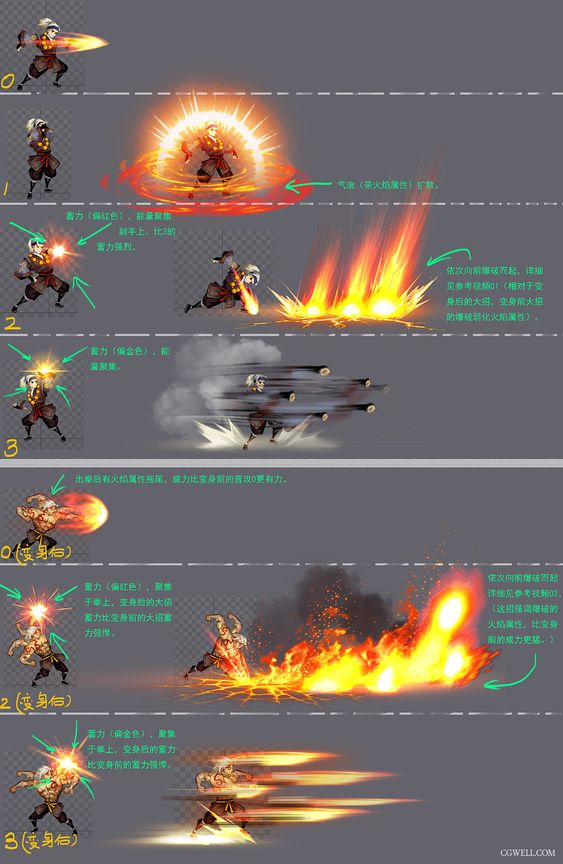 0
1
气浪（带火焰属性）扩散。
蓄力（偏红色），能量聚集
到手上。比3的
蓄力强烈。
2
依次向前爆破而起，详细
见参考视频01（相对于变
身后的大招，变身前大招
的爆破弱化火焰属性）。
蓄力（偏金色），能
量聚集。
3
出拳后有火焰属性拖尾，威力比变身前的普攻0更有力。
0（变身后）
蓄力（偏红色），聚集
于拳上，变身后的大招
蓄力比变身前的大招蓄
力强悍。
2（变身后）
依次向前爆破而起
详细见参考视频02，
（这招强调爆破的
火焰属性，比变身
前的威力更猛。）
蓄力（偏金色），聚集
于拳上，变身后的蓄力
比变身前的蓄力强悍。
3（变身后）
CGWELL.COM